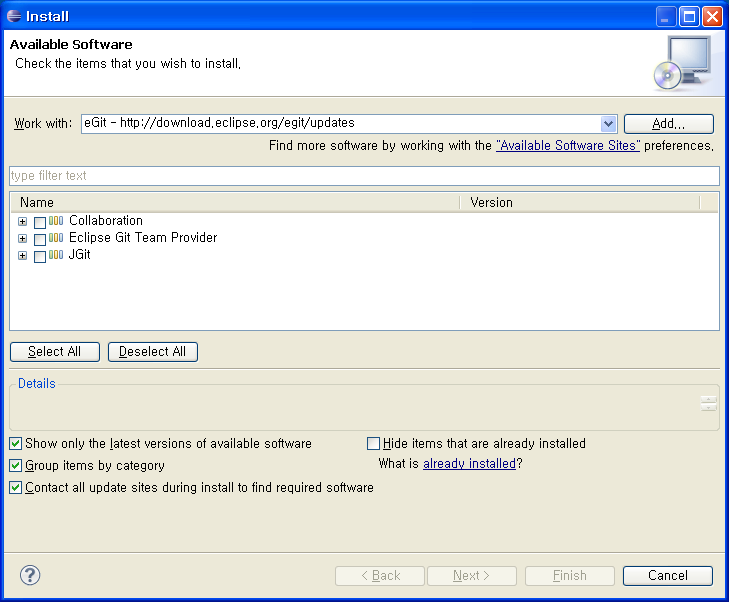 Install
Available Software
Check the items that you wish to install.
Work with: eGit - http://download.eclipse.org/egit/updates Add...
Find more software by working with the "Available Software Sites" preferences.
type filter text
Name Version
Collaboration
Eclipse Git Team Provider
JGit
Select All Deselect All
Details
Show only the latest versions of available software Hide items that are already installed
Group items by category What is already installed?
Contact all update sites during install to find required software
? < Back Next > Finish Cancel